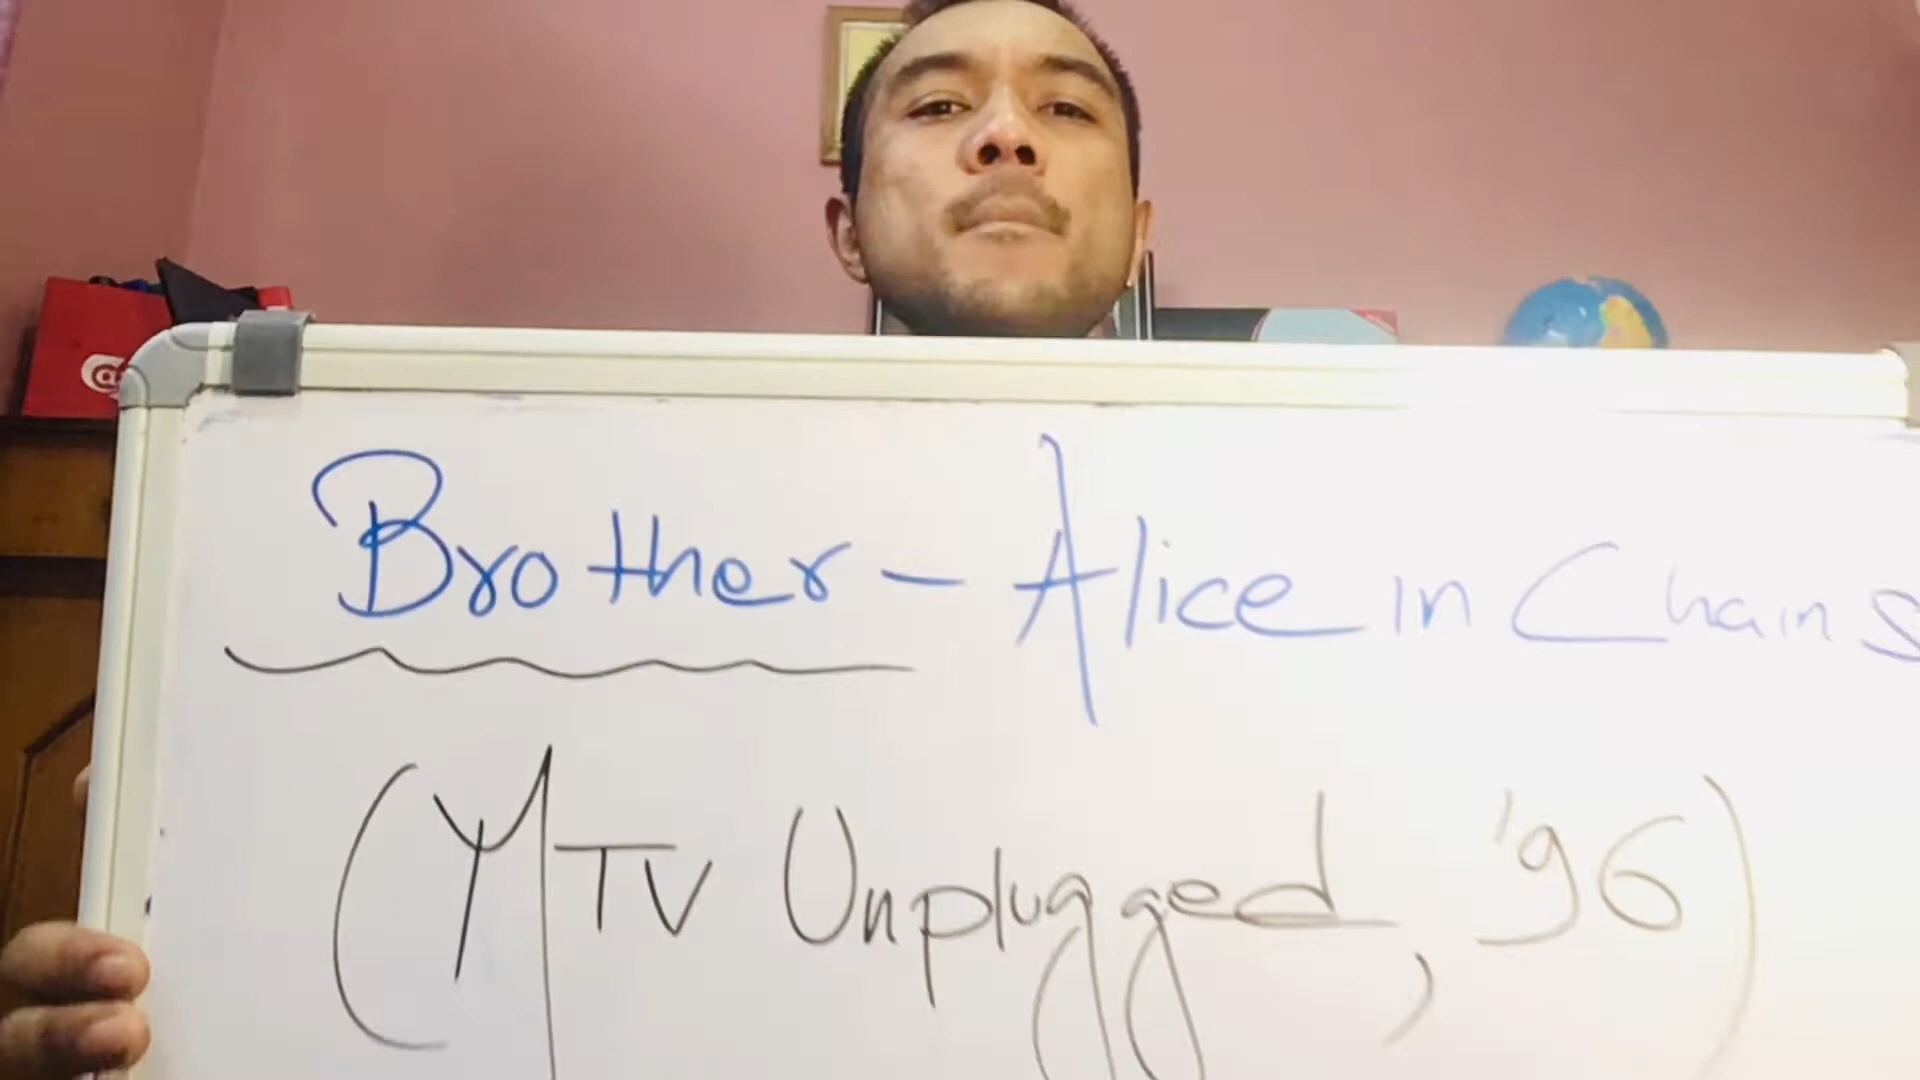 Brother - Alice in Chains
(MTV Unplugged, '96)